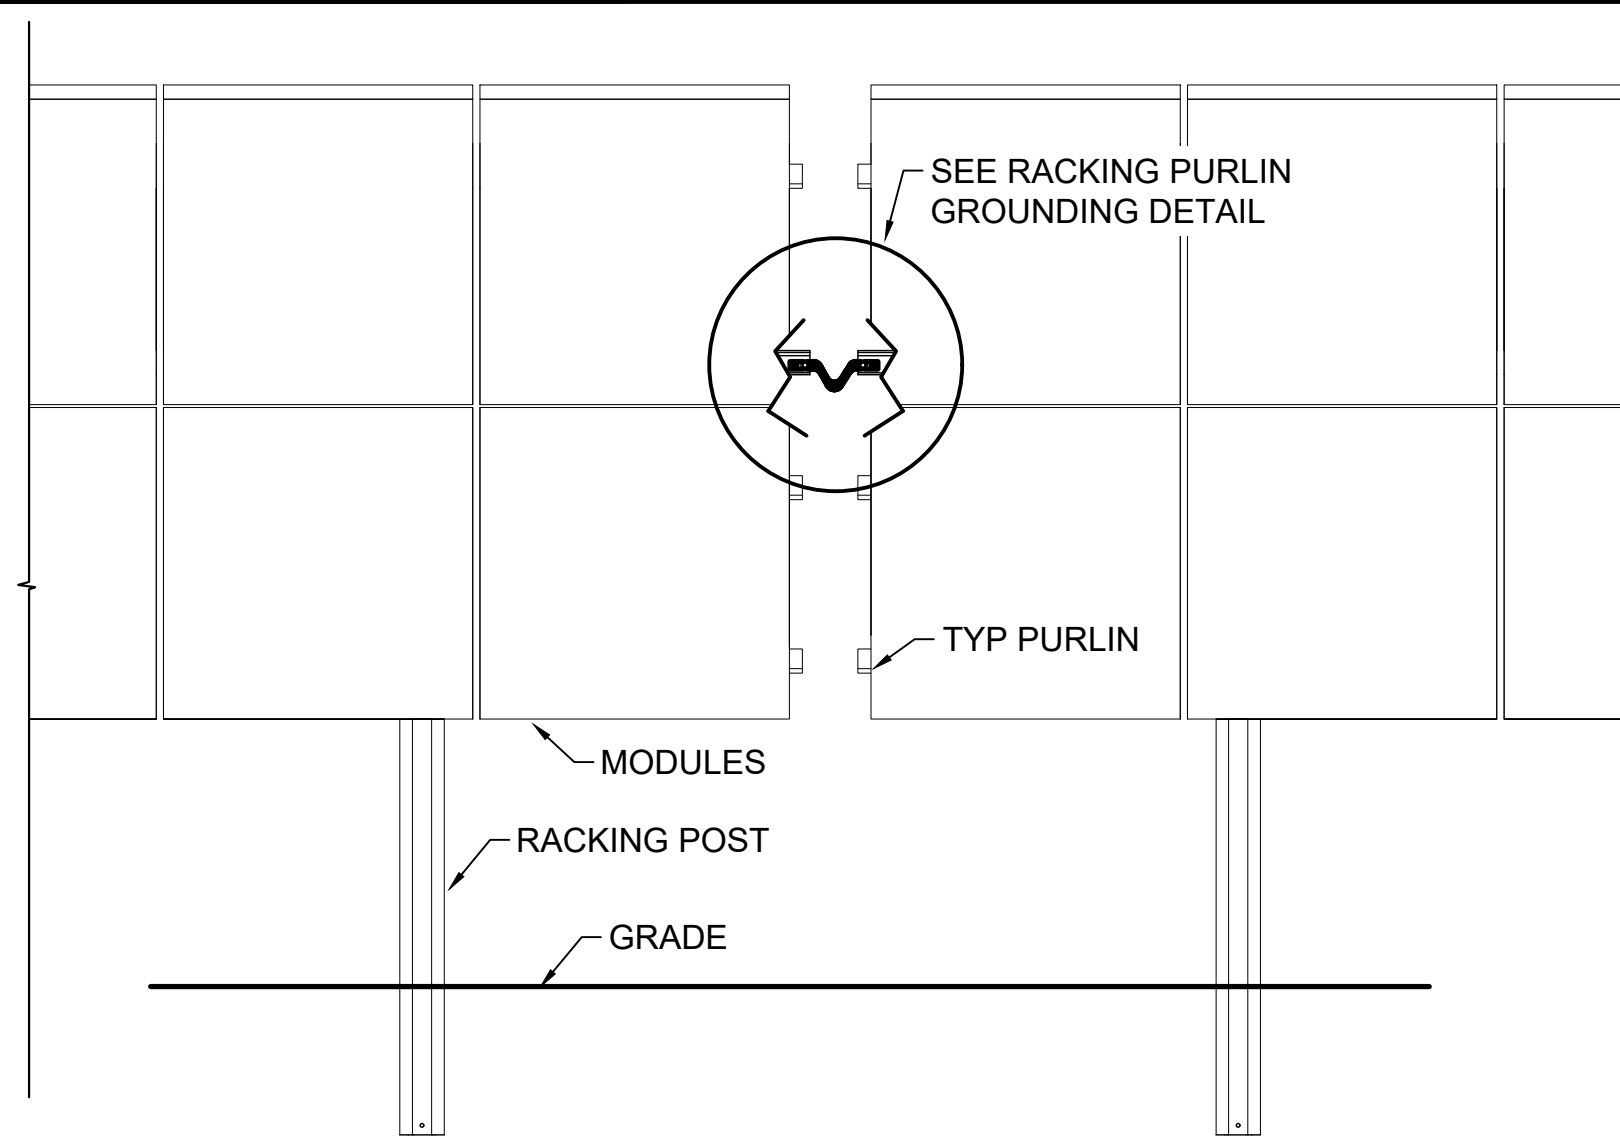 SEE RACKING PURLIN
GROUNDING DETAIL
TYP PURLIN
MODULES
RACKING POST
GRADE